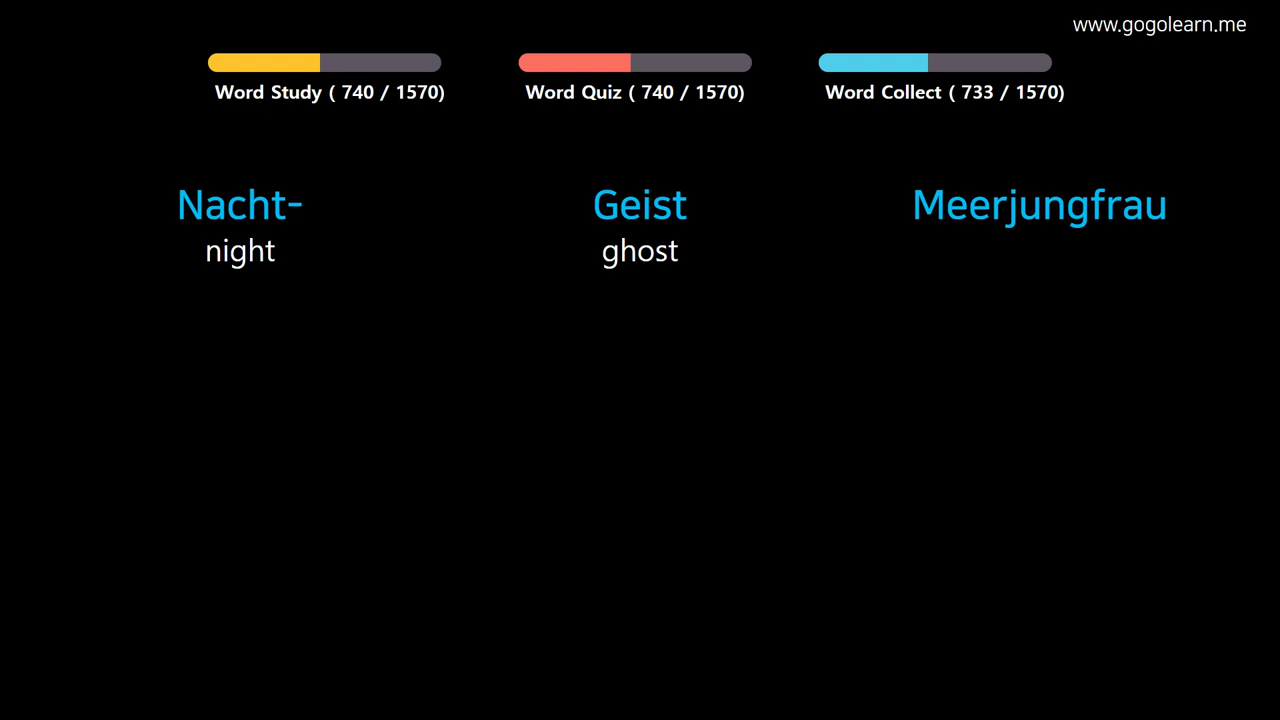 www.gogolearn.me
Word Study ( 740 / 1570)
Word Quiz ( 740 / 1570)
Word Collect ( 733 / 1570)
Nacht-
night
Geist
ghost
Meerjungfrau